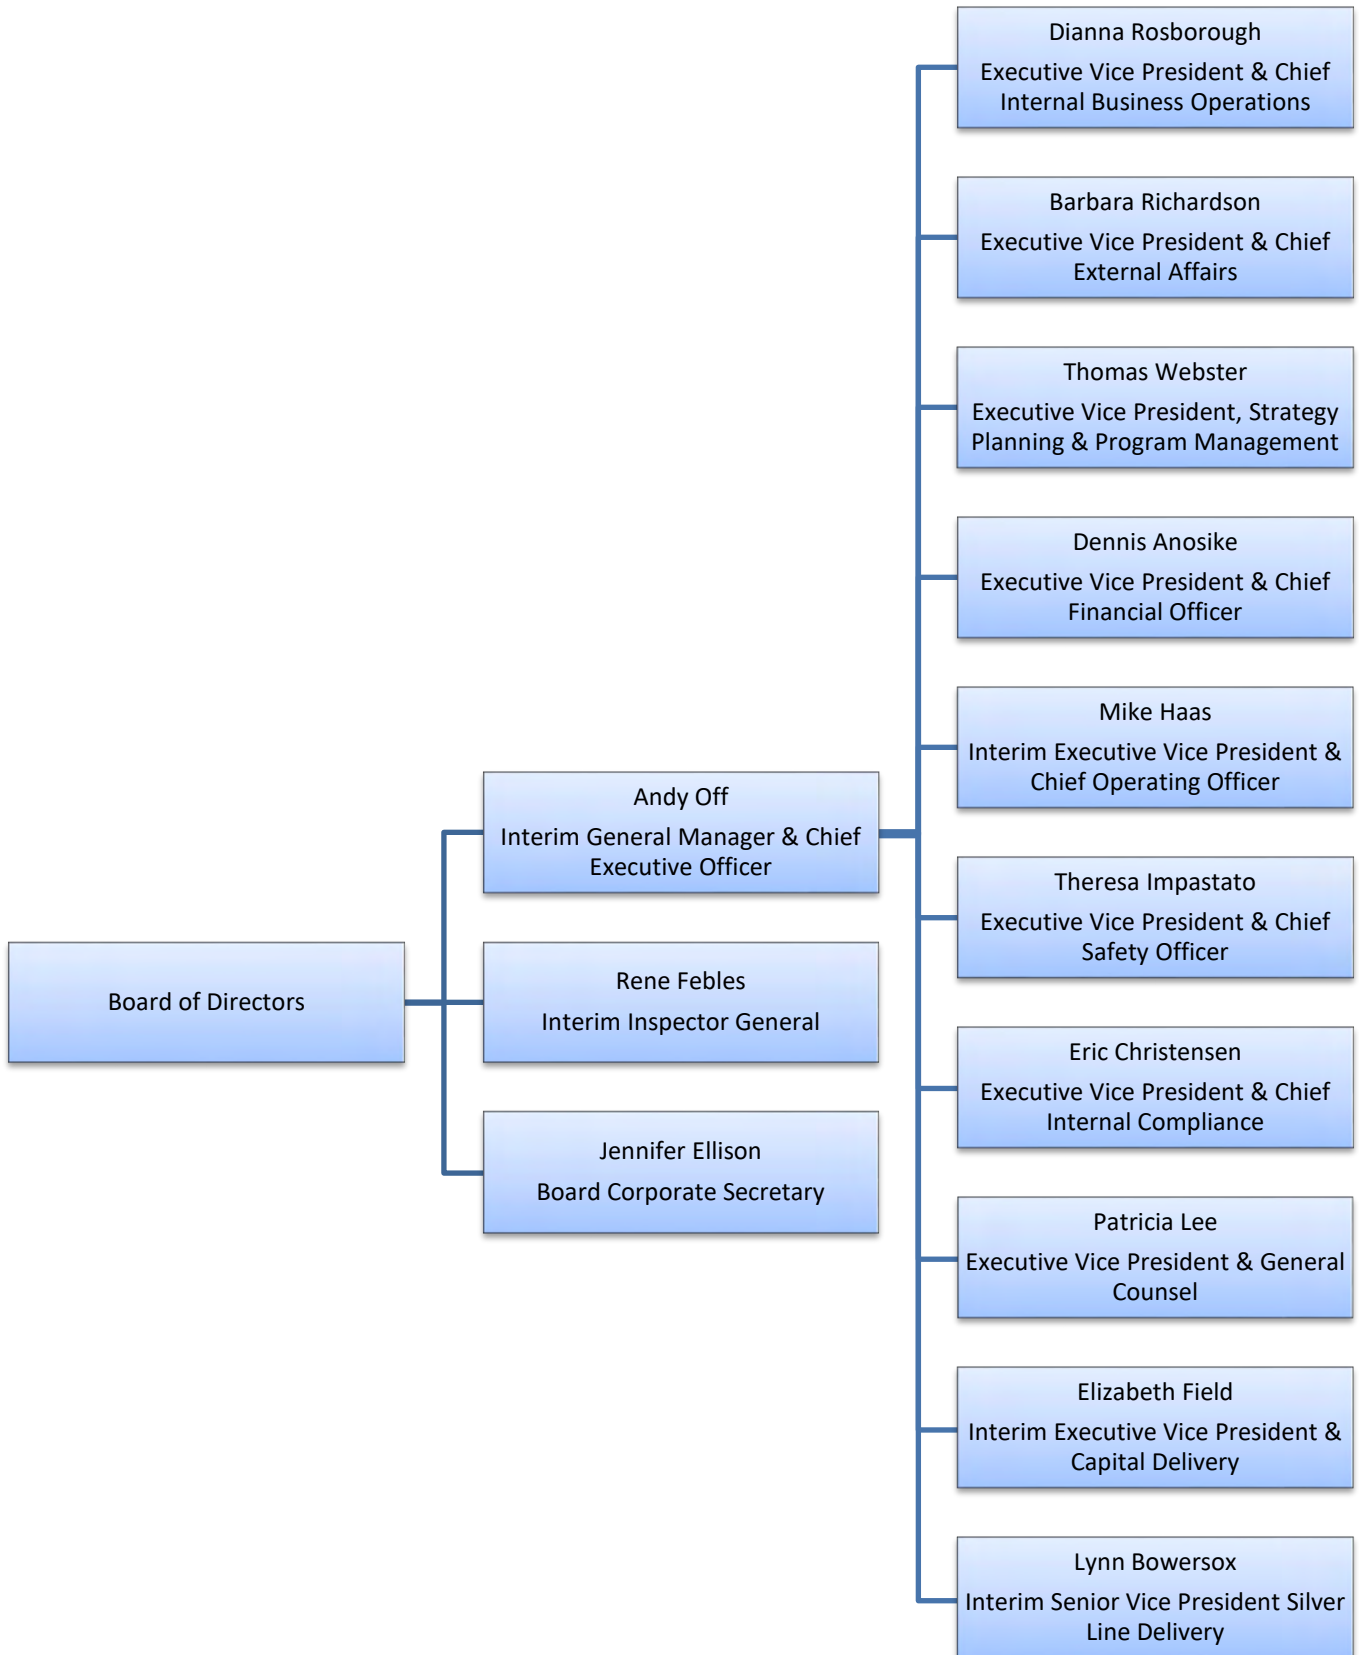 Board of Directors
Andy Off
Interim General Manager & Chief
Executive Officer
Rene Febles
Interim Inspector General
Jennifer Ellison
Board Corporate Secretary
Dianna Rosborough
Executive Vice President & Chief
Internal Business Operations
Barbara Richardson
Executive Vice President & Chief
External Affairs
Thomas Webster
Executive Vice President, Strategy
Planning & Program Management
Dennis Anosike
Executive Vice President & Chief
Financial Officer
Mike Haas
Interim Executive Vice President &
Chief Operating Officer
Theresa Impastato
Executive Vice President & Chief
Safety Officer
Eric Christensen
Executive Vice President & Chief
Internal Compliance
Patricia Lee
Executive Vice President & General
Counsel
Elizabeth Field
Interim Executive Vice President &
Capital Delivery
Lynn Bowersox
Interim Senior Vice President Silver
Line Delivery